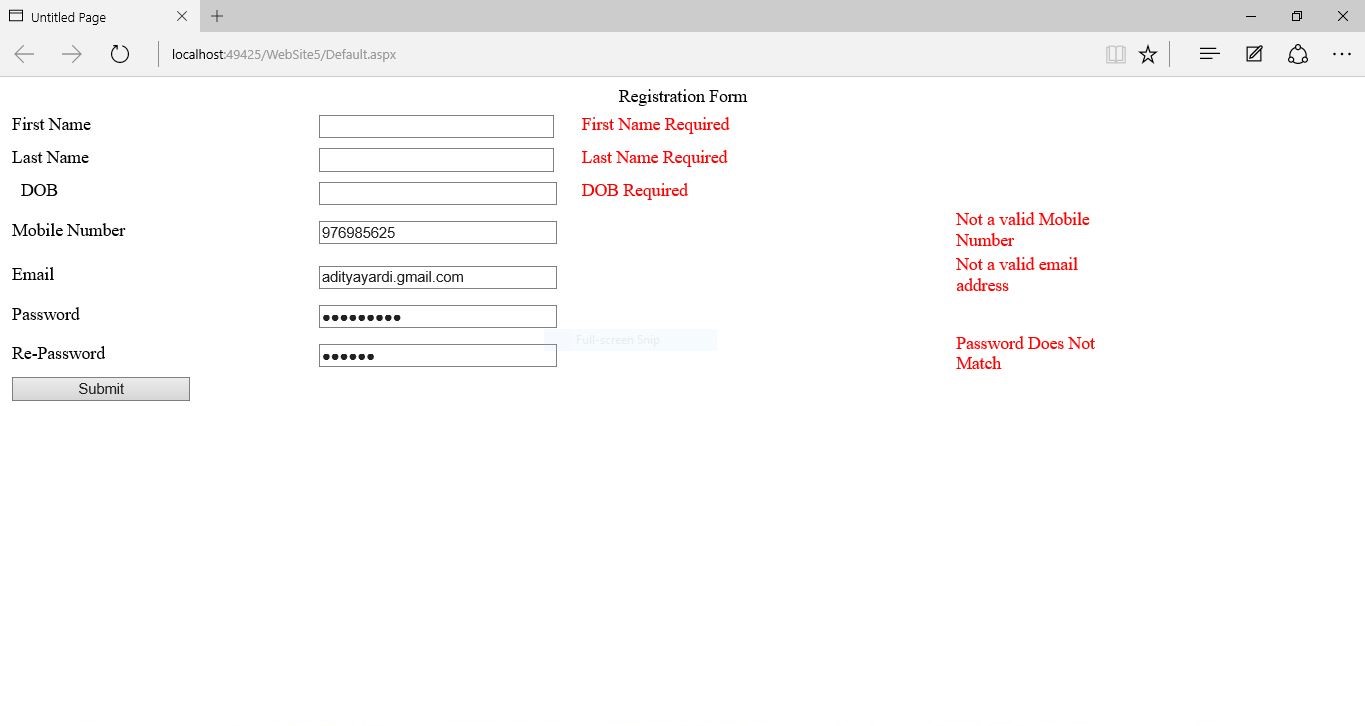 Untitled Page
localhost:49425/WebSite5/Default.aspx
Registration Form
First Name First Name Required
Last Name Last Name Required
DOB DOB Required
Mobile Number 976985625 Not a valid Mobile
Number
Email adityayardi.gmail.com Not a valid email
address
Password •••••••••
Full-screen Snip
Re-Password •••••• Password Does Not
Match
Submit